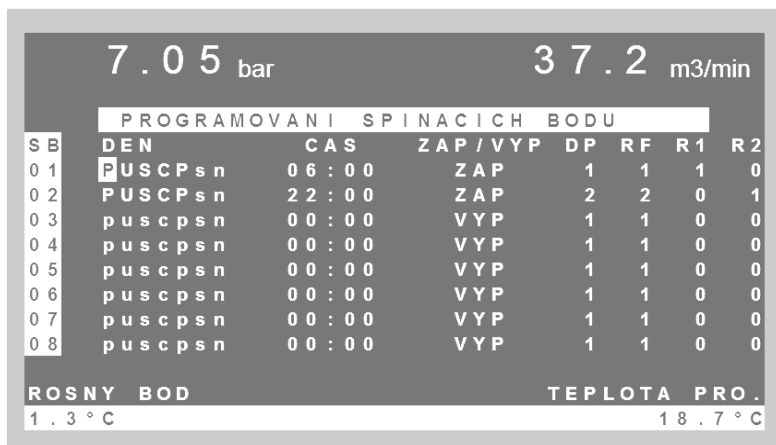 7.05 bar 37.2 m3/min
PROGRAMOVANI SPINACICH BODU
SB DEN CAS ZAP/VYP DP RF R1 R2
01 PUSCPsn 06:00 ZAP 1 1 1 0
02 PUSCPsn 22:00 ZAP 2 2 0 1
03 puscpsn 00:00 VYP 1 1 0 0
04 puscpsn 00:00 VYP 1 1 0 0
05 puscpsn 00:00 VYP 1 1 0 0
06 puscpsn 00:00 VYP 1 1 0 0
07 puscpsn 00:00 VYP 1 1 0 0
08 puscpsn 00:00 VYP 1 1 0 0
ROSNY BOD TEPLOTA PRO.
1.3°C 18.7°C